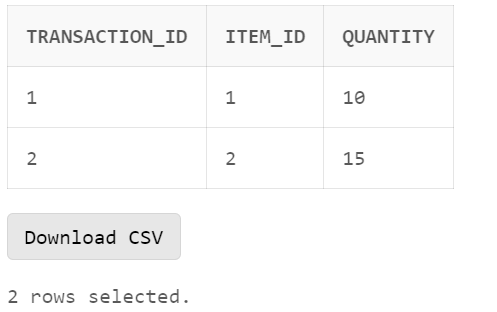 TRANSACTION_ID ITEM_ID QUANTITY
1 1 10
2 2 15
Download CSV
2 rows selected.